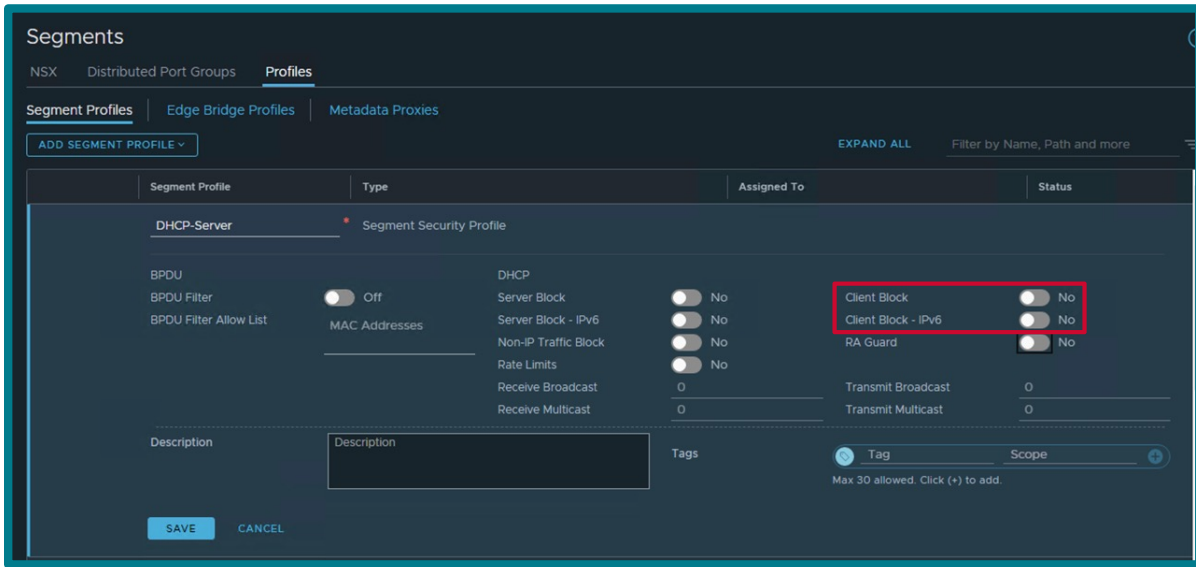 Segments
NSX Distributed Port Groups Profiles
Segment Profiles Edge Bridge Profiles Metadata Proxies
ADD SEGMENT PROFILE EXPAND ALL Filter by Name, Path and more
Segment Profile Type Assigned To Status
DHCP-Server * Segment Security Profile
BPDU DHCP
BPDU Filter Off Server Block No Client Block No
BPDU Filter Allow List MAC Addresses Server Block - IPv6 No Client Block - IPv6 No
Non-IP Traffic Block No RA Guard No
Rate Limits No
Receive Broadcast 0 Transmit Broadcast 0
Receive Multicast 0 Transmit Multicast 0
Description Description Tags Tag Scope
Max 30 allowed. Click (+) to add.
SAVE CANCEL